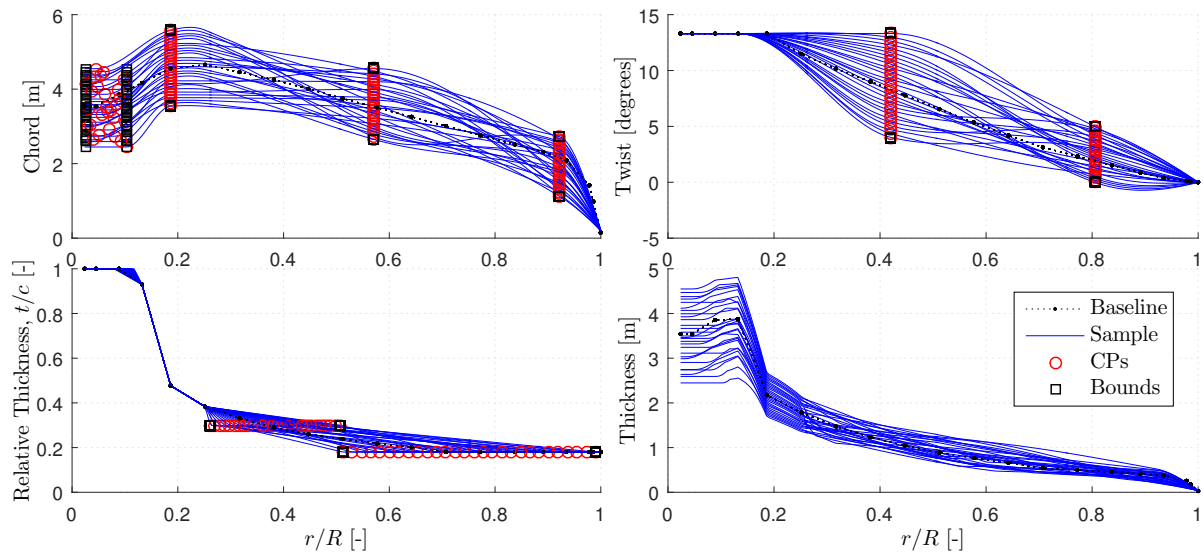 6
4
2
0
Chord [m]
0 0.2 0.4 0.6 0.8 1
15
10
5
0
-5
Twist [degrees]
0 0.2 0.4 0.6 0.8 1
1
0.8
0.6
0.4
0.2
0
Relative Thickness, t/c [-]
0 0.2 0.4 0.6 0.8 1
r/R [-]
5
4
3
2
1
0
Thickness [m]
Baseline
Sample
CPs
Bounds
0 0.2 0.4 0.6 0.8 1
r/R [-]